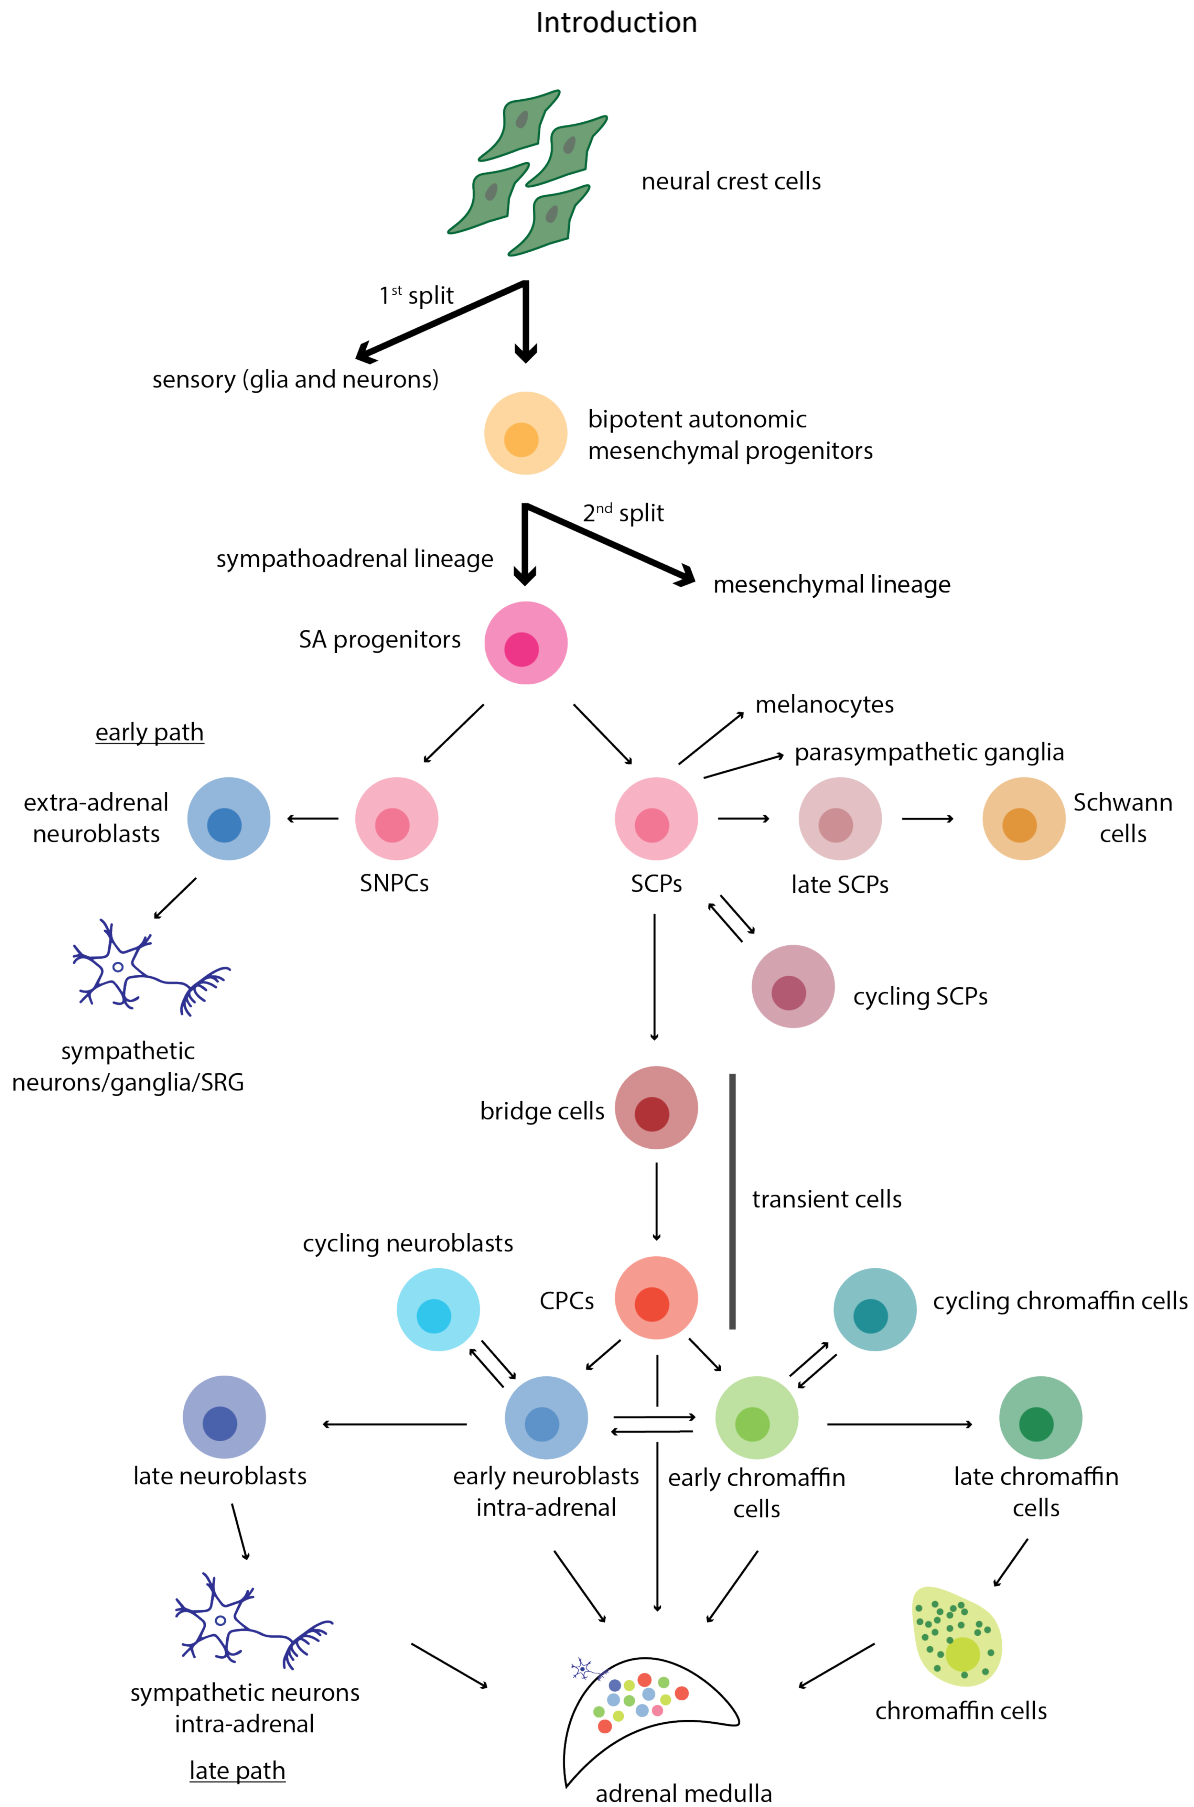 Introduction
neural crest cells
1st split
sensory (glia and neurons)
bipotent autonomic
mesenchymal progenitors
2nd split
sympathoadrenal lineage
mesenchymal lineage
SA progenitors
melanocytes
early path
parasympathetic ganglia
extra-adrenal
neuroblasts
Schwann
cells
SNPCs
SCPs
late SCPs
cycling SCPs
sympathetic
neurons/ganglia/SRG
bridge cells
transient cells
cycling neuroblasts
CPCs
cycling chromaffin cells
late neuroblasts
early neuroblasts
intra-adrenal
early chromaffin
cells
late chromaffin
cells
sympathetic neurons
intra-adrenal
chromaffin cells
late path
adrenal medulla